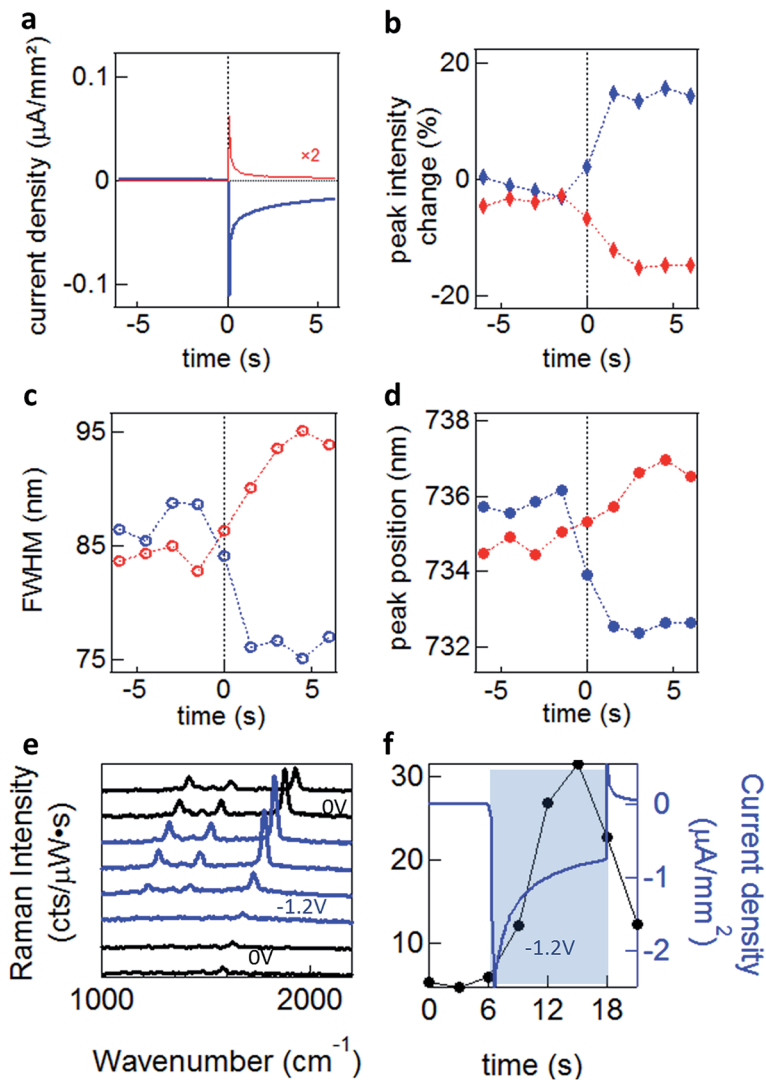 a
current density (µA/mm²)
0.1
0
-0.1
×2
-5
0
5
time (s)
b
peak intensity
change (%)
20
0
-20
-5
0
5
time (s)
c
FWHM (nm)
95
85
75
-5
0
5
time (s)
d
peak position (nm)
738
736
734
732
-5
0
5
time (s)
e
Raman Intensity
(cts/µW•s)
0V
-1.2V
0V
1000
2000
Wavenumber (cm⁻¹)
f
30
20
10
0
-1
-2
Current density
(µA/mm²)
-1.2V
0
6
12
18
time (s)